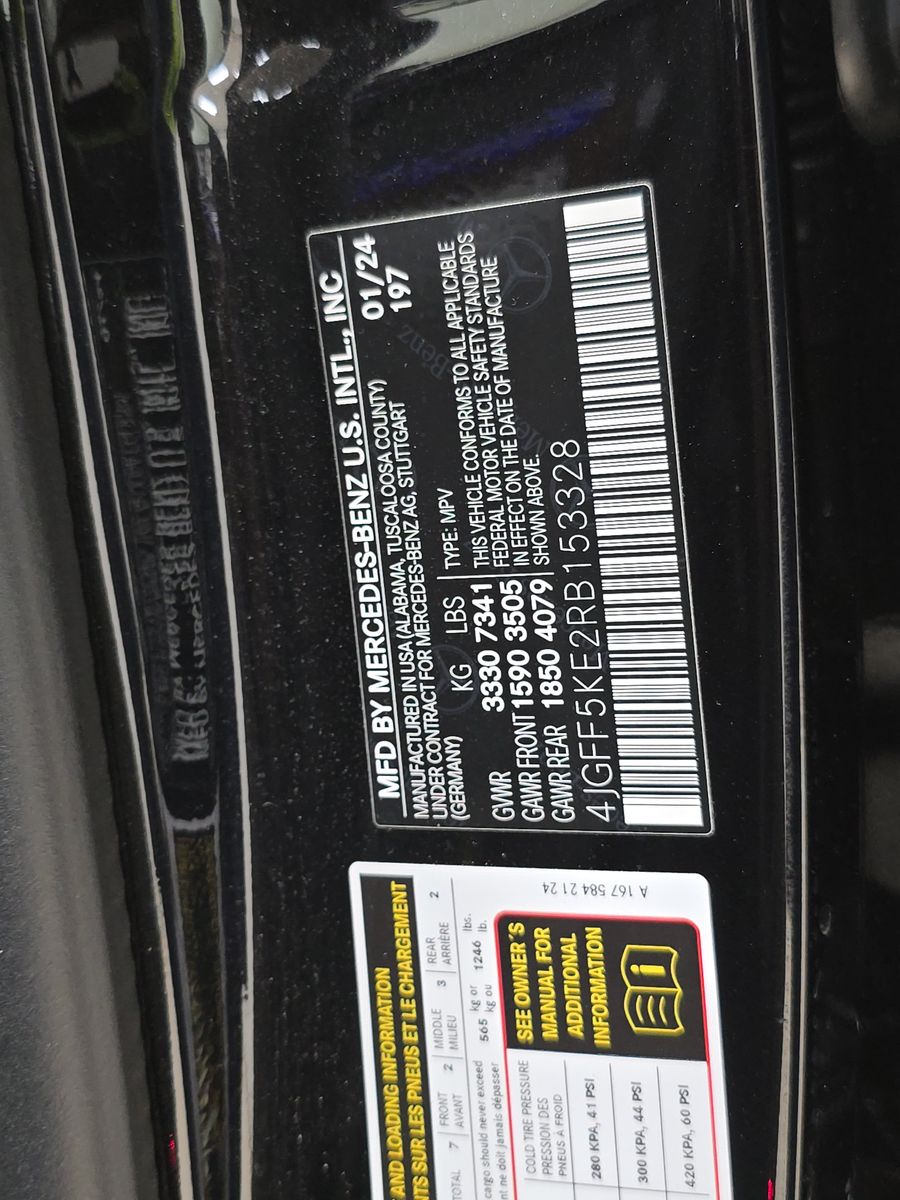 MFD BY MERCEDES-BENZ U.S. INTL., INC
MANUFACTURED IN USA (ALABAMA, TUSCALOOSA COUNTY) 01/24
UNDER CONTRACT FOR MERCEDES-BENZ AG, STUTTGART 197
(GERMANY)
KG LBS TYPE: MPV
GVWR 3330 7341 THIS VEHICLE CONFORMS TO ALL APPLICABLE
GAWR FRONT 1590 3505 FEDERAL MOTOR VEHICLE SAFETY STANDARDS
GAWR REAR 1850 4079 IN EFFECT ON THE DATE OF MANUFACTURE
SHOWN ABOVE.
4JGFF5KE2RB153328
AND LOADING INFORMATION
TS SUR LES PNEUS ET LE CHARGEMENT
TOTAL 7 FRONT 2 MIDDLE 3 REAR 2
AVANT MILIEU ARRIÈRE
cargo should never exceed 565 kg or 1246 lbs.
nt ne doit jamais dépasser kg ou lb.
COLD TIRE PRESSURE
PRESSION DES
PNEUS À FROID
280 KPA, 41 PSI
300 KPA, 44 PSI
420 KPA, 60 PSI
SEE OWNER'S
MANUAL FOR
ADDITIONAL
INFORMATION
A 167 584 21 24